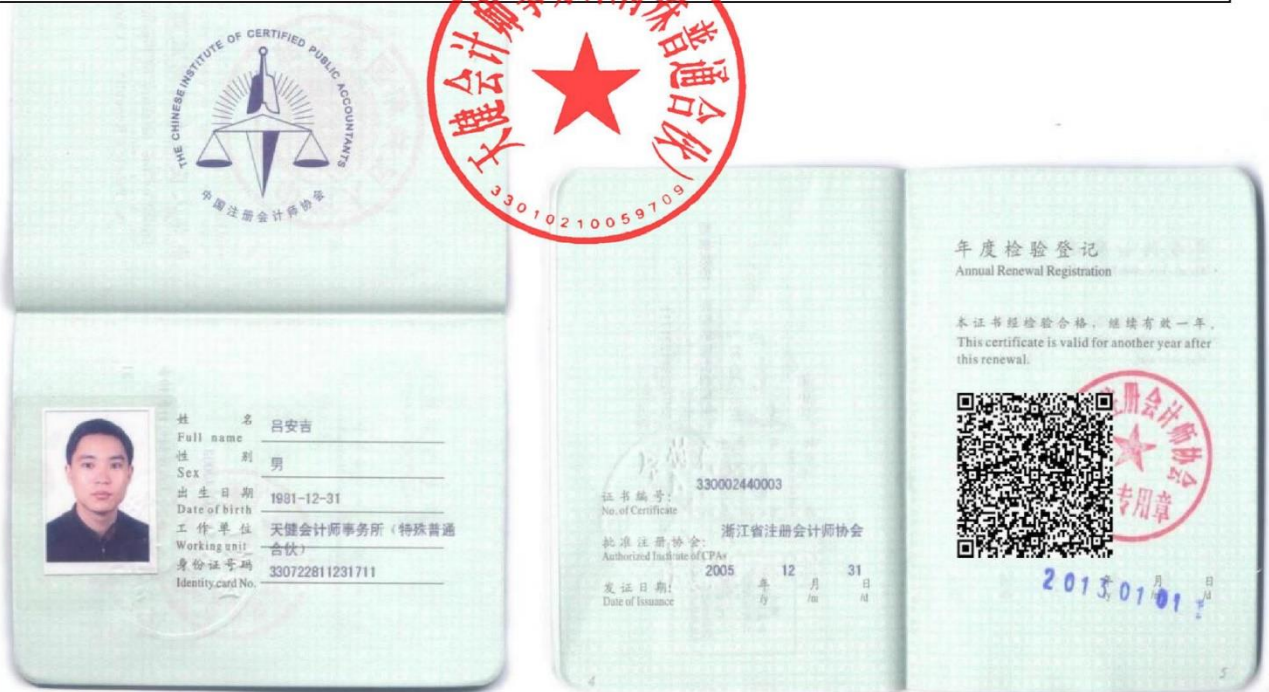 THE CHINESE INSTITUTE OF CERTIFIED PUBLIC ACCOUNTANTS
中国注册会计师协会
普通合伙)
天健会计师事
33010210059709
姓 名
Full name
吕安吉
性 别
Sex
男
出生日期
Date of birth
1981-12-31
工作单位
Working unit
天健会计师事务所(特殊普通
合伙)
身份证号码
Identity card No.
330722811231711
证书编号:
No. of Certificate
330002440003
批准注册协会:
Authorized Institute of CPAs
浙江省注册会计师协会
发证日期:
Date of Issuance
2005 年 12 月 31 日
/y /m /d
4
年度检验登记
Annual Renewal Registration
本证书经检验合格,继续有效一年。
This certificate is valid for another year after
this renewal.
册会计师协会
专用章
2013 01 01
年 月 日
/y /d
5